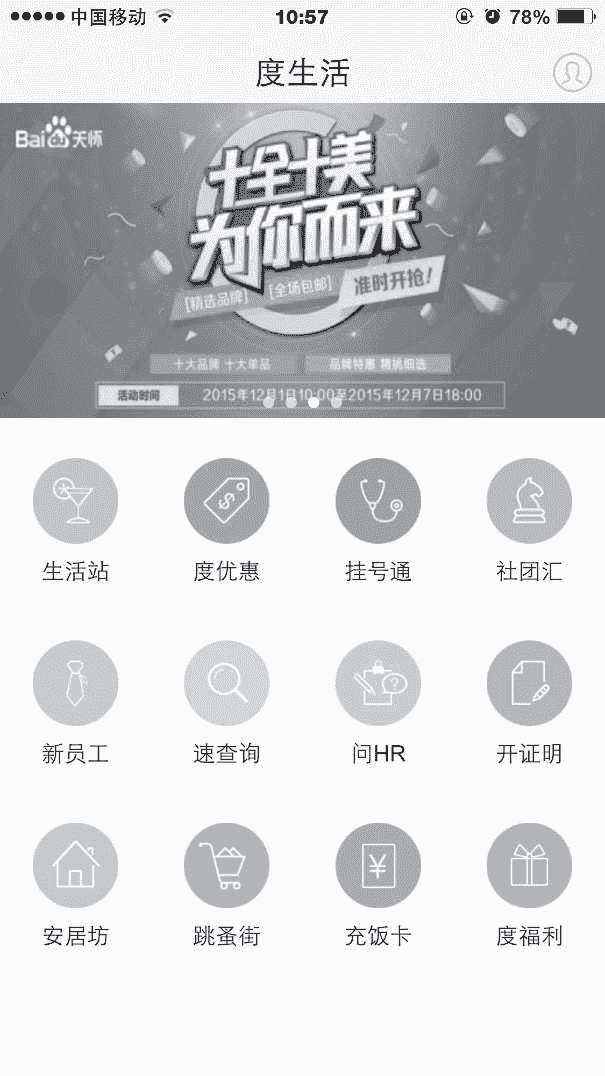 中国移动 10:57 78%
度生活
Bai 天师
十全十美
为你而来
[精选品牌] [全场包邮] 准时开抢!
十大品牌 十大单品 品牌特惠 精挑细选
活动时间 2015年12月1日10:00至2015年12月7日18:00
生活站 度优惠 挂号通 社团汇
新员工 速查询 问HR 开证明
安居坊 跳蚤街 充饭卡 度福利